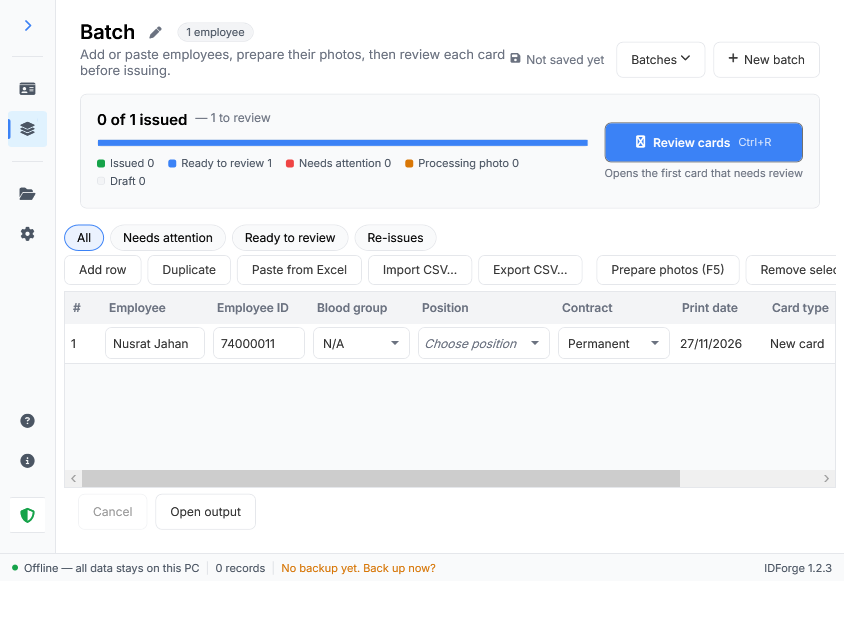 Batch
1 employee
Add or paste employees, prepare their photos, then review each card before issuing.
Not saved yet
Batches
+ New batch
0 of 1 issued — 1 to review
Issued 0
Ready to review 1
Needs attention 0
Processing photo 0
Draft 0
Review cards Ctrl+R
Opens the first card that needs review
All
Needs attention
Ready to review
Re-issues
Add row
Duplicate
Paste from Excel
Import CSV...
Export CSV...
Prepare photos (F5)
Remove selec
# Employee Employee ID Blood group Position Contract Print date Card type
1 Nusrat Jahan 74000011 N/A Choose position Permanent 27/11/2026 New card
Cancel
Open output
Offline — all data stays on this PC
0 records
No backup yet. Back up now?
IDForge 1.2.3